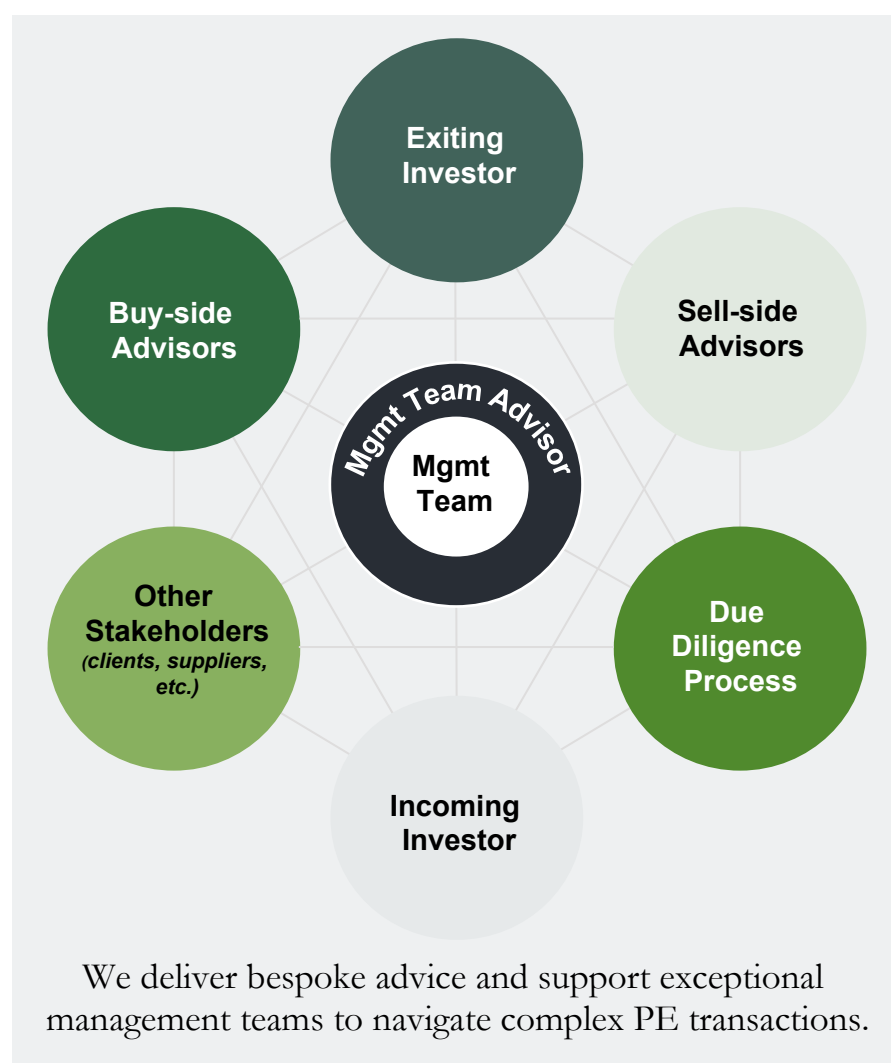 Exiting
Investor
Buy-side
Advisors
Sell-side
Advisors
Mgmt Team Advisor
Mgmt
Team
Other
Stakeholders
(clients, suppliers,
etc.)
Due
Diligence
Process
Incoming
Investor
We deliver bespoke advice and support exceptional
management teams to navigate complex PE transactions.